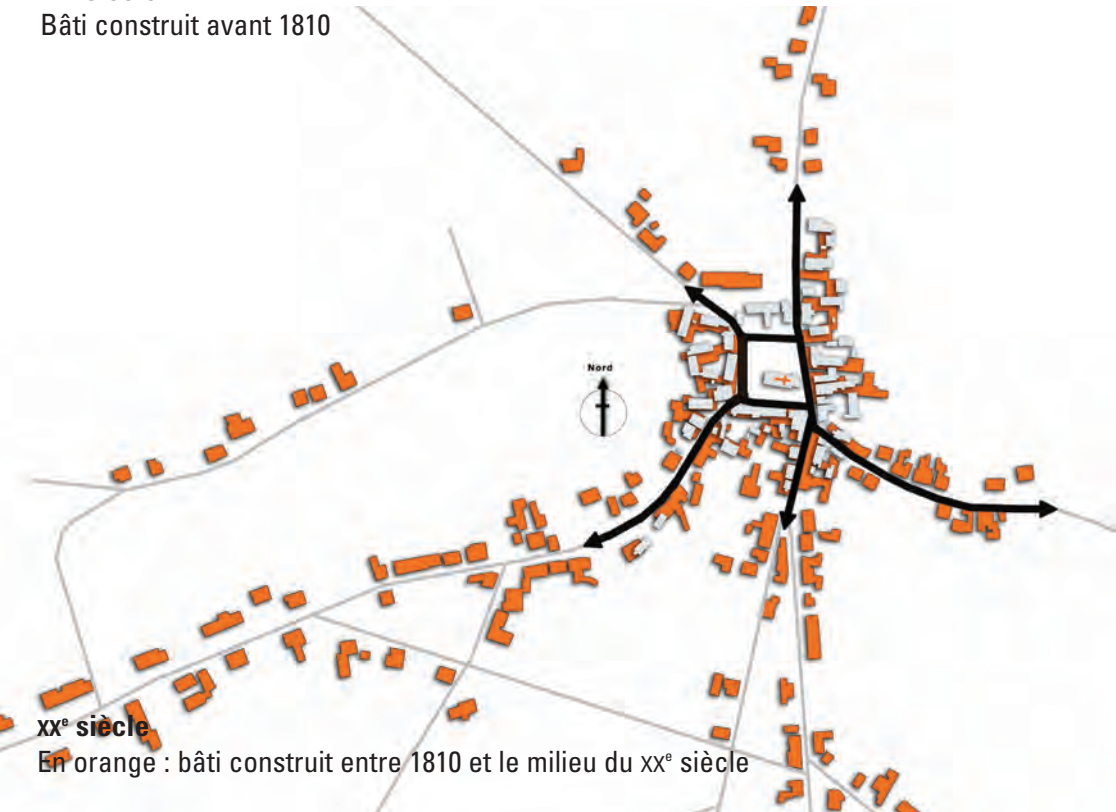 Bâti construit avant 1810
Nord
XXᵉ siècle
En orange : bâti construit entre 1810 et le milieu du XXᵉ siècle